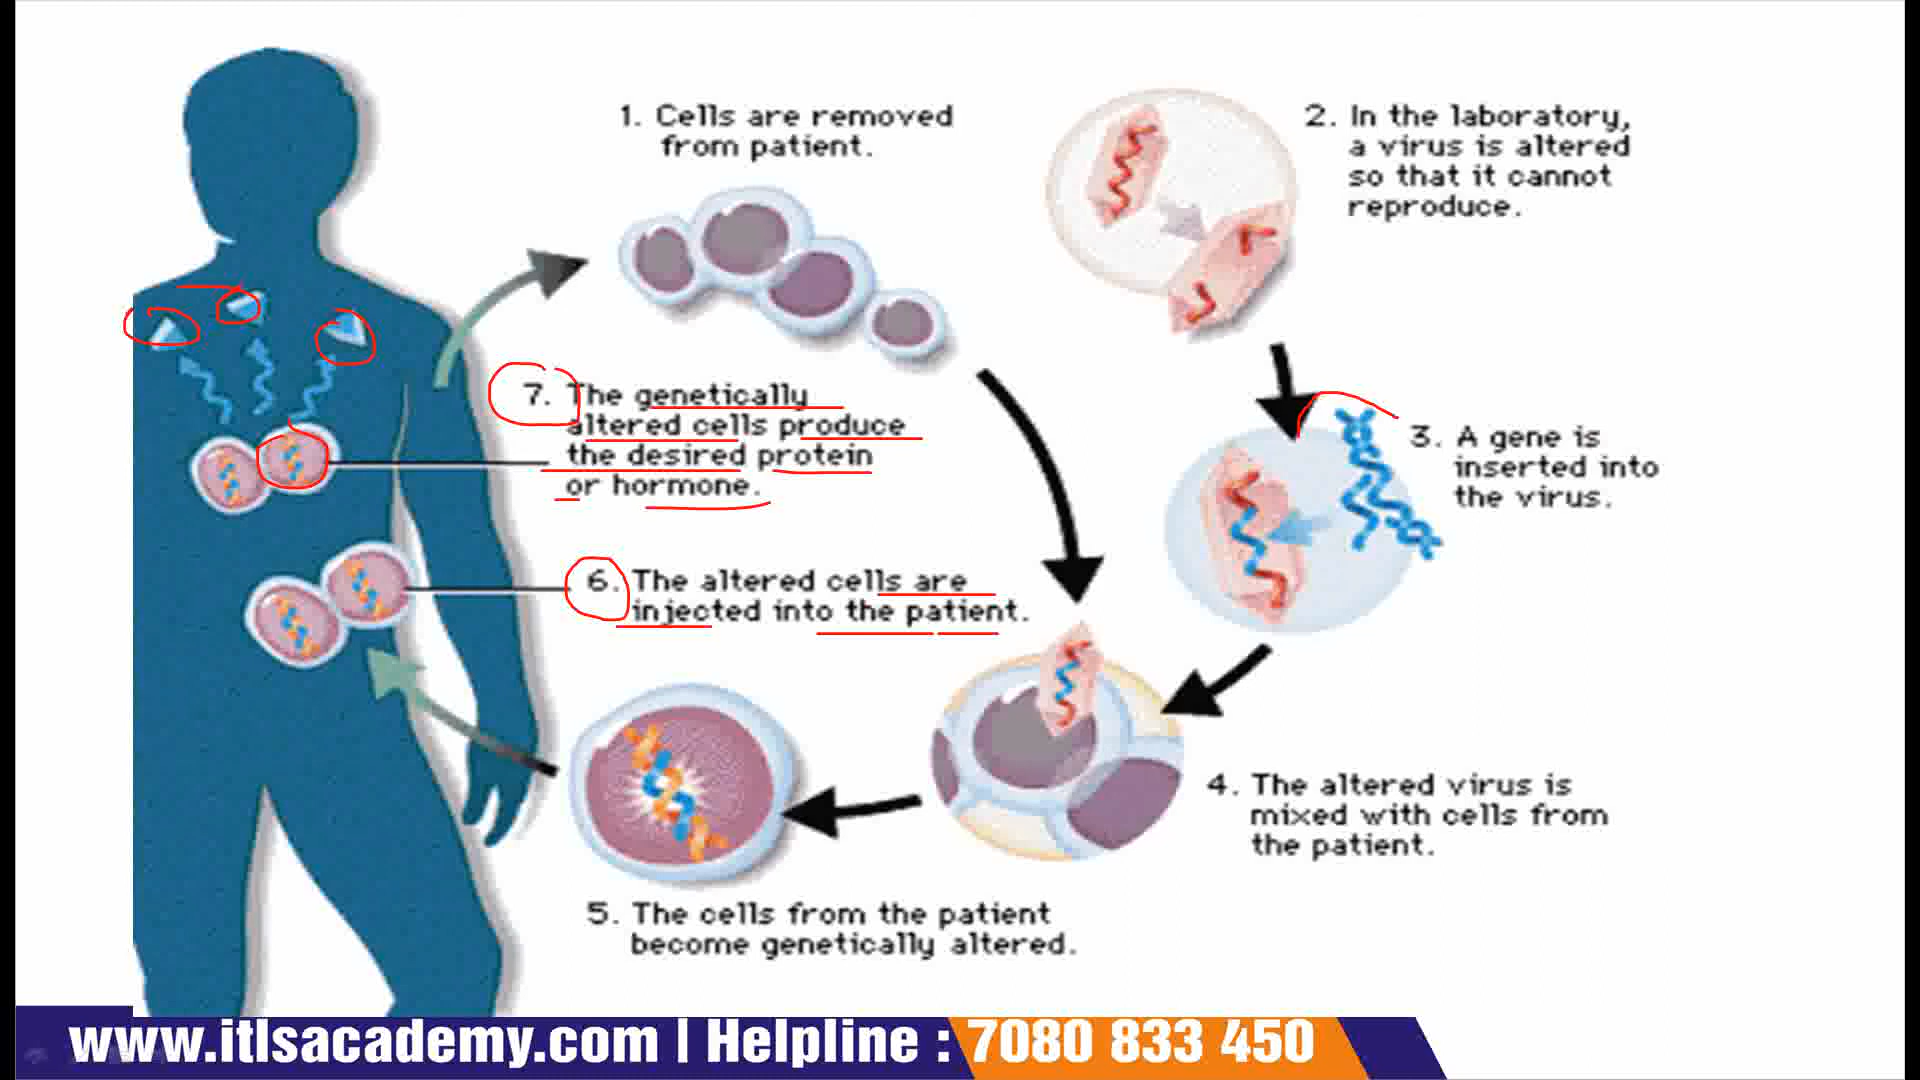 1. Cells are removed
from patient.
2. In the laboratory,
a virus is altered
so that it cannot
reproduce.
3. A gene is
inserted into
the virus.
4. The altered virus is
mixed with cells from
the patient.
5. The cells from the patient
become genetically altered.
6. The altered cells are
injected into the patient.
7. The genetically
altered cells produce
the desired protein
or hormone.
www.itlsacademy.com | Helpline : 7080 833 450